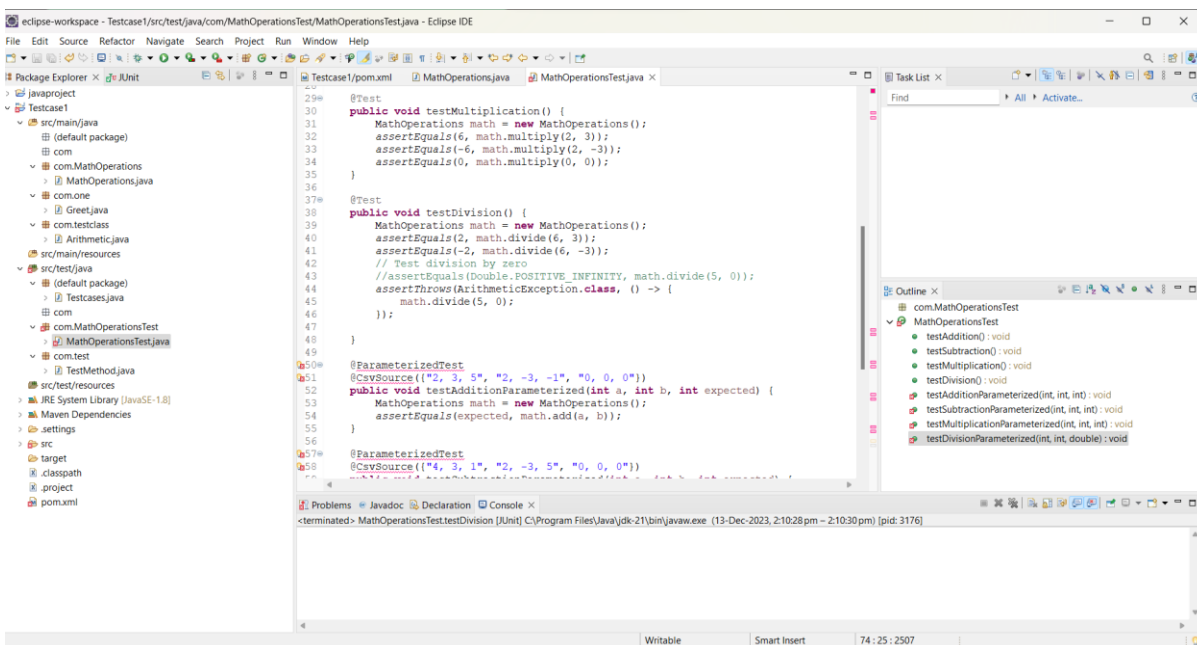 eclipse-workspace - Testcase1/src/test/java/com/MathOperationsTest/MathOperationsTest.java - Eclipse IDE
File Edit Source Refactor Navigate Search Project Run Window Help
Package Explorer JUnit
javaproject
Testcase1
src/main/java
(default package)
com
com.MathOperations
MathOperations.java
com.one
Greet.java
com.testclass
Arithmetic.java
src/main/resources
src/test/java
(default package)
Testcases.java
com
com.MathOperationsTest
MathOperationsTest.java
com.test
TestMethod.java
src/test/resources
JRE System Library [JavaSE-1.8]
Maven Dependencies
.settings
src
target
.classpath
.project
pom.xml
Testcase1/pom.xml MathOperations.java MathOperationsTest.java
29 @Test
30 public void testMultiplication() {
31 MathOperations math = new MathOperations();
32 assertEquals(6, math.multiply(2, 3));
33 assertEquals(-6, math.multiply(2, -3));
34 assertEquals(0, math.multiply(0, 0));
35 }
36
37 @Test
38 public void testDivision() {
39 MathOperations math = new MathOperations();
40 assertEquals(2, math.divide(6, 3));
41 assertEquals(-2, math.divide(6, -3));
42 // Test division by zero
43 //assertEquals(Double.POSITIVE_INFINITY, math.divide(5, 0));
44 assertThrows(ArithmeticException.class, () -> {
45 math.divide(5, 0);
46 });
47
48 }
49
50 @ParameterizedTest
51 @CsvSource({"2, 3, 5", "2, -3, -1", "0, 0, 0"})
52 public void testAdditionParameterized(int a, int b, int expected) {
53 MathOperations math = new MathOperations();
54 assertEquals(expected, math.add(a, b));
55 }
56
57 @ParameterizedTest
58 @CsvSource({"4, 3, 1", "2, -3, 5", "0, 0, 0"})
Task List
Find All Activate...
Outline
com.MathOperationsTest
MathOperationsTest
testAddition() : void
testSubtraction() : void
testMultiplication() : void
testDivision() : void
testAdditionParameterized(int, int, int) : void
testSubtractionParameterized(int, int, int) : void
testMultiplicationParameterized(int, int, int) : void
testDivisionParameterized(int, int, double) : void
Problems Javadoc Declaration Console
<terminated> MathOperationsTest.testDivision [JUnit] C:\Program Files\Java\jdk-21\bin\javaw.exe (13-Dec-2023, 2:10:28 pm – 2:10:30 pm) [pid: 3176]
Writable Smart Insert 74 : 25 : 2507